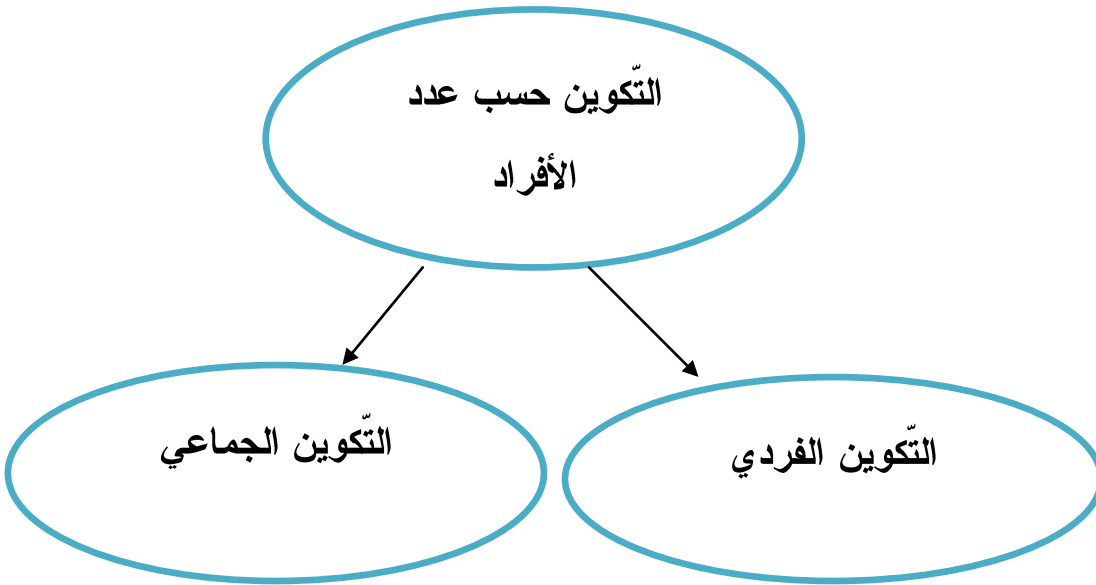 التّكوين حسب عدد
الأفراد
التّكوين الفردي
التّكوين الجماعي